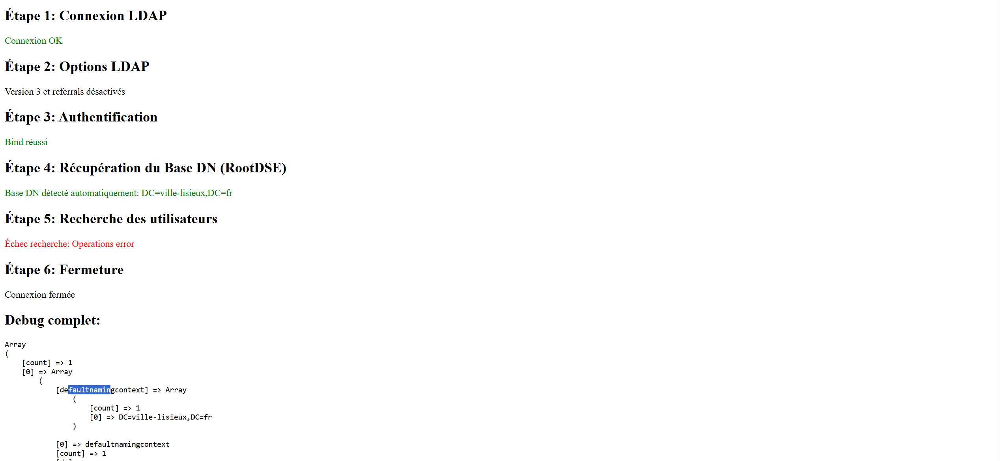 Étape 1: Connexion LDAP
Connexion OK
Étape 2: Options LDAP
Version 3 et referrals désactivés
Étape 3: Authentification
Bind réussi
Étape 4: Récupération du Base DN (RootDSE)
Base DN détecté automatiquement: DC=ville-lisieux,DC=fr
Étape 5: Recherche des utilisateurs
Échec recherche: Operations error
Étape 6: Fermeture
Connexion fermée
Debug complet:
Array
(
    [count] => 1
    [0] => Array
        (
            [defaultnamingcontext] => Array
                (
                    [count] => 1
                    [0] => DC=ville-lisieux,DC=fr
                )
            [0] => defaultnamingcontext
            [count] => 1